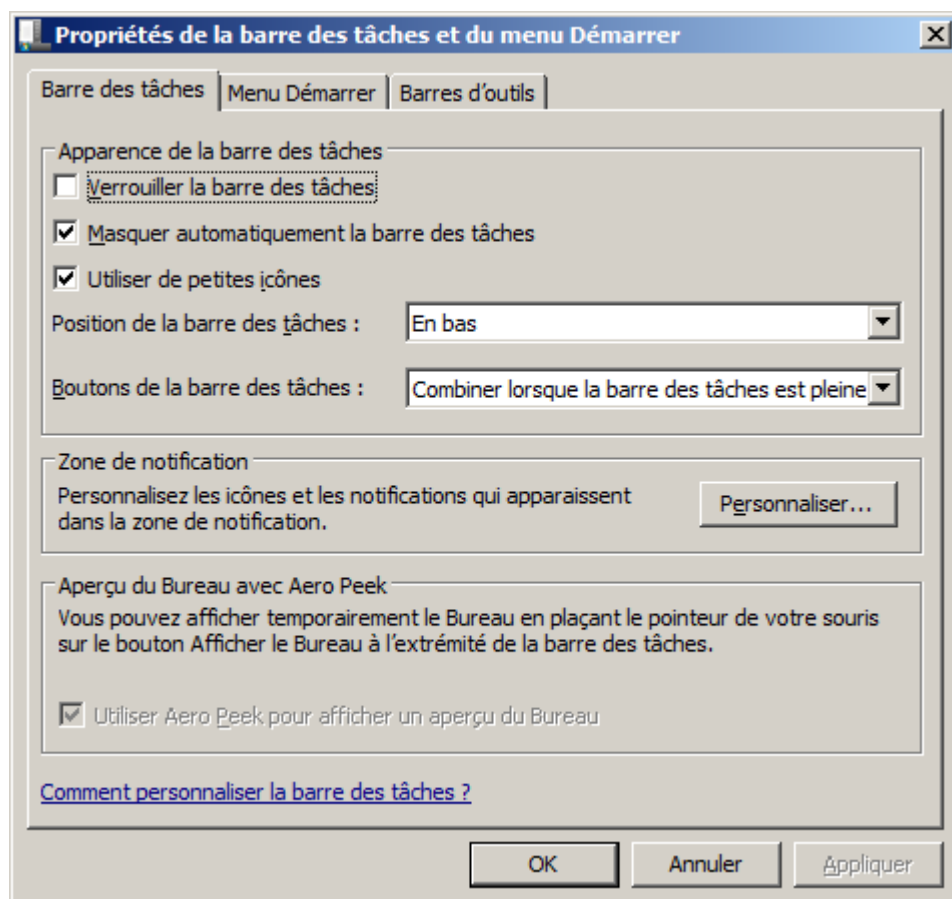 Propriétés de la barre des tâches et du menu Démarrer
Barre des tâches
Menu Démarrer
Barres d'outils
Apparence de la barre des tâches
Verrouiller la barre des tâches
Masquer automatiquement la barre des tâches
Utiliser de petites icônes
Position de la barre des tâches :
En bas
Boutons de la barre des tâches :
Combiner lorsque la barre des tâches est pleine
Zone de notification
Personnalisez les icônes et les notifications qui apparaissent
dans la zone de notification.
Personnaliser...
Aperçu du Bureau avec Aero Peek
Vous pouvez afficher temporairement le Bureau en plaçant le pointeur de votre souris
sur le bouton Afficher le Bureau à l'extrémité de la barre des tâches.
Utiliser Aero Peek pour afficher un aperçu du Bureau
Comment personnaliser la barre des tâches ?
OK
Annuler
Appliquer